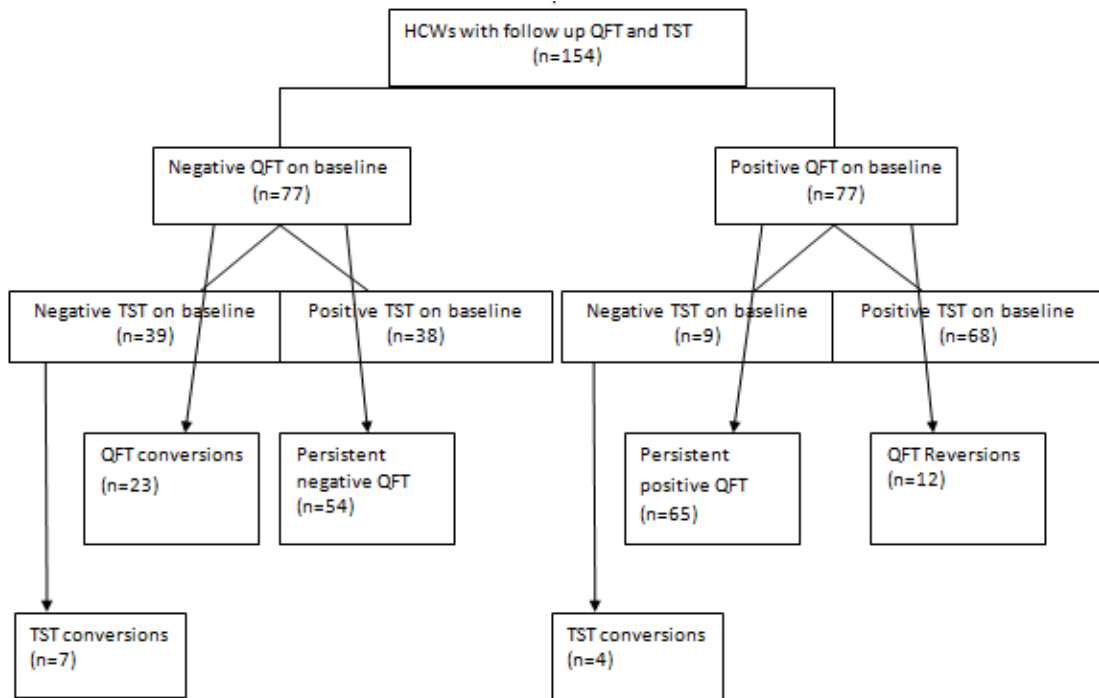 HCWs with follow up QFT and TST
(n=154)
Negative QFT on baseline
(n=77)
Positive QFT on baseline
(n=77)
Negative TST on baseline
(n=39)
Positive TST on baseline
(n=38)
Negative TST on baseline
(n=9)
Positive TST on baseline
(n=68)
QFT conversions
(n=23)
Persistent
negative QFT
(n=54)
Persistent
positive QFT
(n=65)
QFT Reversions
(n=12)
TST conversions
(n=7)
TST conversions
(n=4)